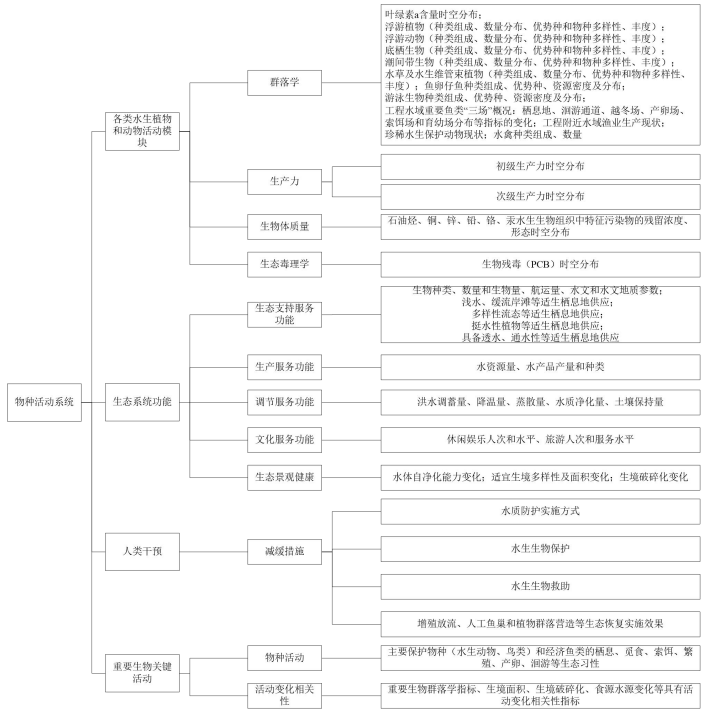 叶绿素a含量时空分布；
浮游植物（种类组成、数量分布、优势种和物种多样性、丰度）；
浮游动物（种类组成、数量分布、优势种和物种多样性、丰度）；
底栖生物（种类组成、数量分布、优势种和物种多样性、丰度）；
潮间带生物（种类组成、数量分布、优势种和物种多样性、丰度）；
水草及水生维管束植物（种类组成、数量分布、优势种和物种多样性、
丰度）；鱼卵仔鱼种类组成、优势种、资源密度及分布；
游泳生物种类组成、优势种、资源密度及分布；
工程水域重要鱼类“三场”概况：栖息地、洄游通道、越冬场、产卵场、
索饵场和育幼场分布等指标的变化；工程附近水域渔业生产现状；
珍稀水生保护动物现状；水禽种类组成、数量
群落学
各类水生植物
和动物活动模
块
生产力
初级生产力时空分布
次级生产力时空分布
生物体质量
石油烃、铜、锌、铅、铬、汞水生生物组织中特征污染物的残留浓度、
形态时空分布
生态毒理学
生物残毒（PCB）时空分布
生态支持服务
功能
生物种类、数量和生物量、航运量、水文和水文地质参数；
浅水、缓流岸滩等适生栖息地供应；
多样性流态等适生栖息地供应；
挺水性植物等适生栖息地供应；
具备透水、通水性等适生栖息地供应
生产服务功能
水资源量、水产品产量和种类
物种活动系统
生态系统功能
调节服务功能
洪水调蓄量、降温量、蒸散量、水质净化量、土壤保持量
文化服务功能
休闲娱乐人次和水平、旅游人次和服务水平
生态景观健康
水体自净化能力变化；适宜生境多样性及面积变化；生境破碎化变化
人类干预
减缓措施
水质防护实施方式
水生生物保护
水生生物救助
增殖放流、人工鱼巢和植物群落营造等生态恢复实施效果
重要生物关键
活动
物种活动
主要保护物种（水生动物、鸟类）和经济鱼类的栖息、觅食、索饵、繁
殖、产卵、洄游等生态习性
活动变化相关
性
重要生物群落学指标、生境面积、生境破碎化、食源水源变化等具有活
动变化相关性指标